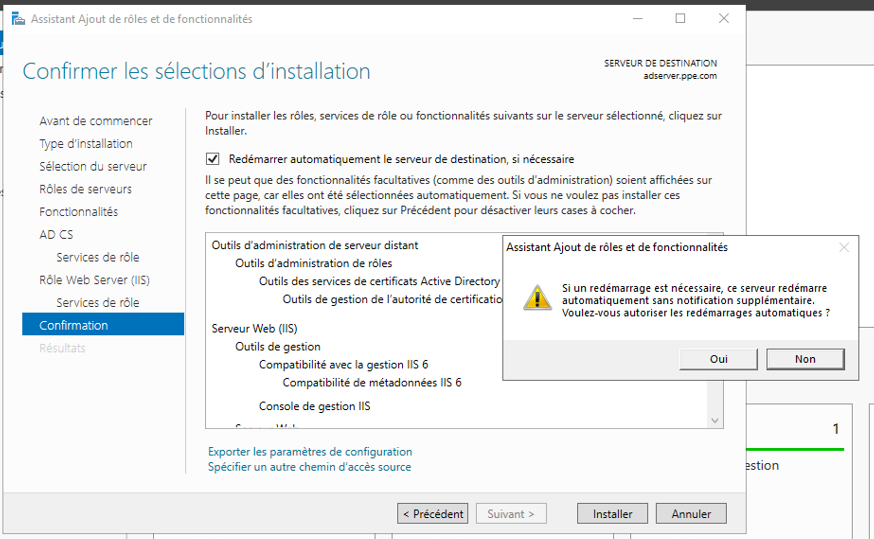 Assistant Ajout de rôles et de fonctionnalités
Confirmer les sélections d'installation
SERVEUR DE DESTINATION
adserver.ppe.com
Avant de commencer
Type d'installation
Sélection du serveur
Rôles de serveurs
Fonctionnalités
AD CS
Services de rôle
Rôle Web Server (IIS)
Services de rôle
Confirmation
Résultats
Pour installer les rôles, services de rôle ou fonctionnalités suivants sur le serveur sélectionné, cliquez sur
Installer.
Redémarrer automatiquement le serveur de destination, si nécessaire
Il se peut que des fonctionnalités facultatives (comme des outils d'administration) soient affichées sur
cette page, car elles ont été sélectionnées automatiquement. Si vous ne voulez pas installer ces
fonctionnalités facultatives, cliquez sur Précédent pour désactiver leurs cases à cocher.
Outils d'administration de serveur distant
Outils d'administration de rôles
Outils des services de certificats Active Directory
Outils de gestion de l'autorité de certificatio
Serveur Web (IIS)
Outils de gestion
Compatibilité avec la gestion IIS 6
Compatibilité de métadonnées IIS 6
Console de gestion IIS
Exporter les paramètres de configuration
Spécifier un autre chemin d'accès source
< Précédent
Suivant >
Installer
Annuler
Assistant Ajout de rôles et de fonctionnalités
Si un redémarrage est nécessaire, ce serveur redémarre
automatiquement sans notification supplémentaire.
Voulez-vous autoriser les redémarrages automatiques ?
Oui
Non
1
estion